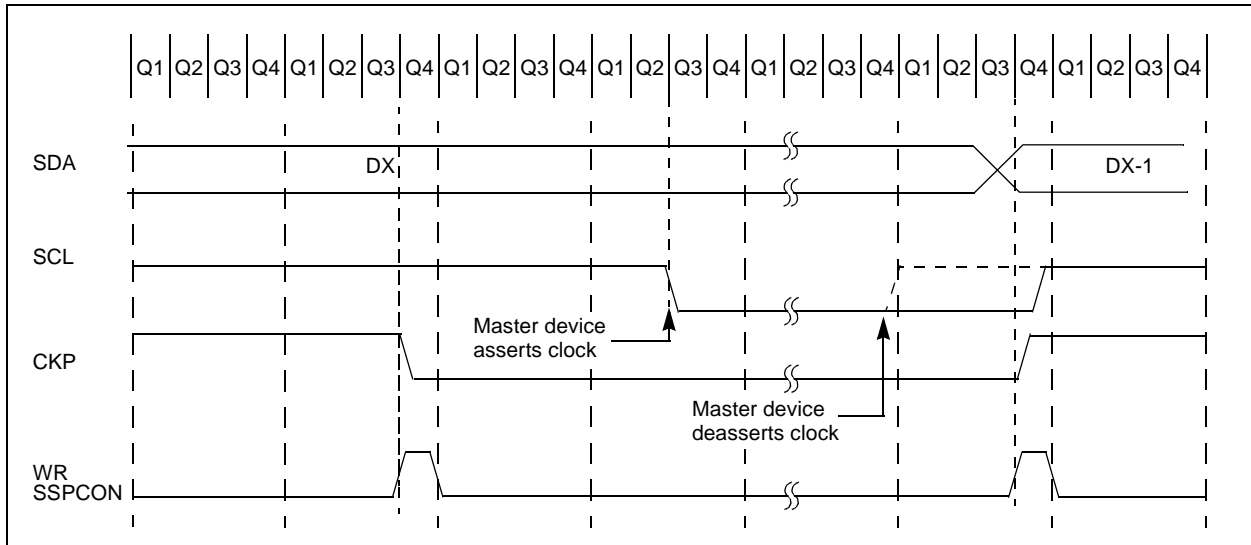 Q1 Q2 Q3 Q4 Q1 Q2 Q3 Q4 Q1 Q2 Q3 Q4 Q1 Q2 Q3 Q4 Q1 Q2 Q3 Q4 Q1 Q2 Q3 Q4 Q1 Q2 Q3 Q4
SDA
DX
DX-1
SCL
Master device
asserts clock
CKP
Master device
deasserts clock
WR
SSPCON